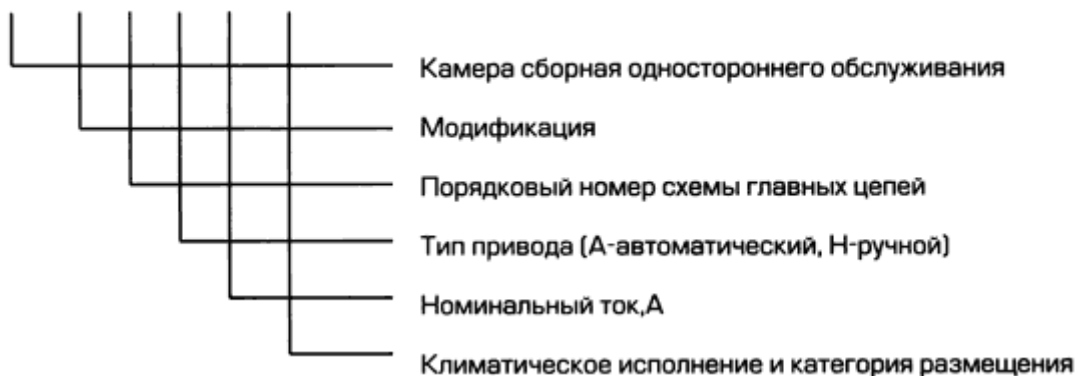 Камера сборная одностороннего обслуживания
Модификация
Порядковый номер схемы главных цепей
Тип привода (А-автоматический, Н-ручной)
Номинальный ток,А
Климатическое исполнение и категория размещения